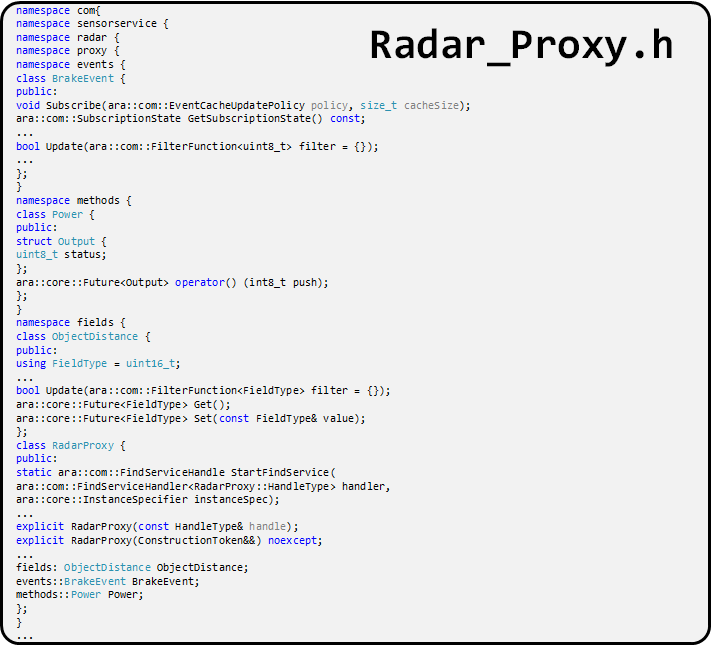 Radar_Proxy.h
namespace com{
namespace sensorservice {
namespace radar {
namespace proxy {
namespace events {
class BrakeEvent {
public:
void Subscribe(ara::com::EventCacheUpdatePolicy policy, size_t cacheSize);
ara::com::SubscriptionState GetSubscriptionState() const;
...
bool Update(ara::com::FilterFunction<uint8_t> filter = {});
...
};
}
namespace methods {
class Power {
public:
struct Output {
uint8_t status;
};
ara::core::Future<Output> operator() (int8_t push);
};
}
namespace fields {
class ObjectDistance {
public:
using FieldType = uint16_t;
...
bool Update(ara::com::FilterFunction<FieldType> filter = {});
ara::core::Future<FieldType> Get();
ara::core::Future<FieldType> Set(const FieldType& value);
};
class RadarProxy {
public:
static ara::com::FindServiceHandle StartFindService(
ara::com::FindServiceHandler<RadarProxy::HandleType> handler,
ara::core::InstanceSpecifier instanceSpec);
...
explicit RadarProxy(const HandleType& handle);
explicit RadarProxy(ConstructionToken&&) noexcept;
...
fields: ObjectDistance ObjectDistance;
events::BrakeEvent BrakeEvent;
methods::Power Power;
};
}
...